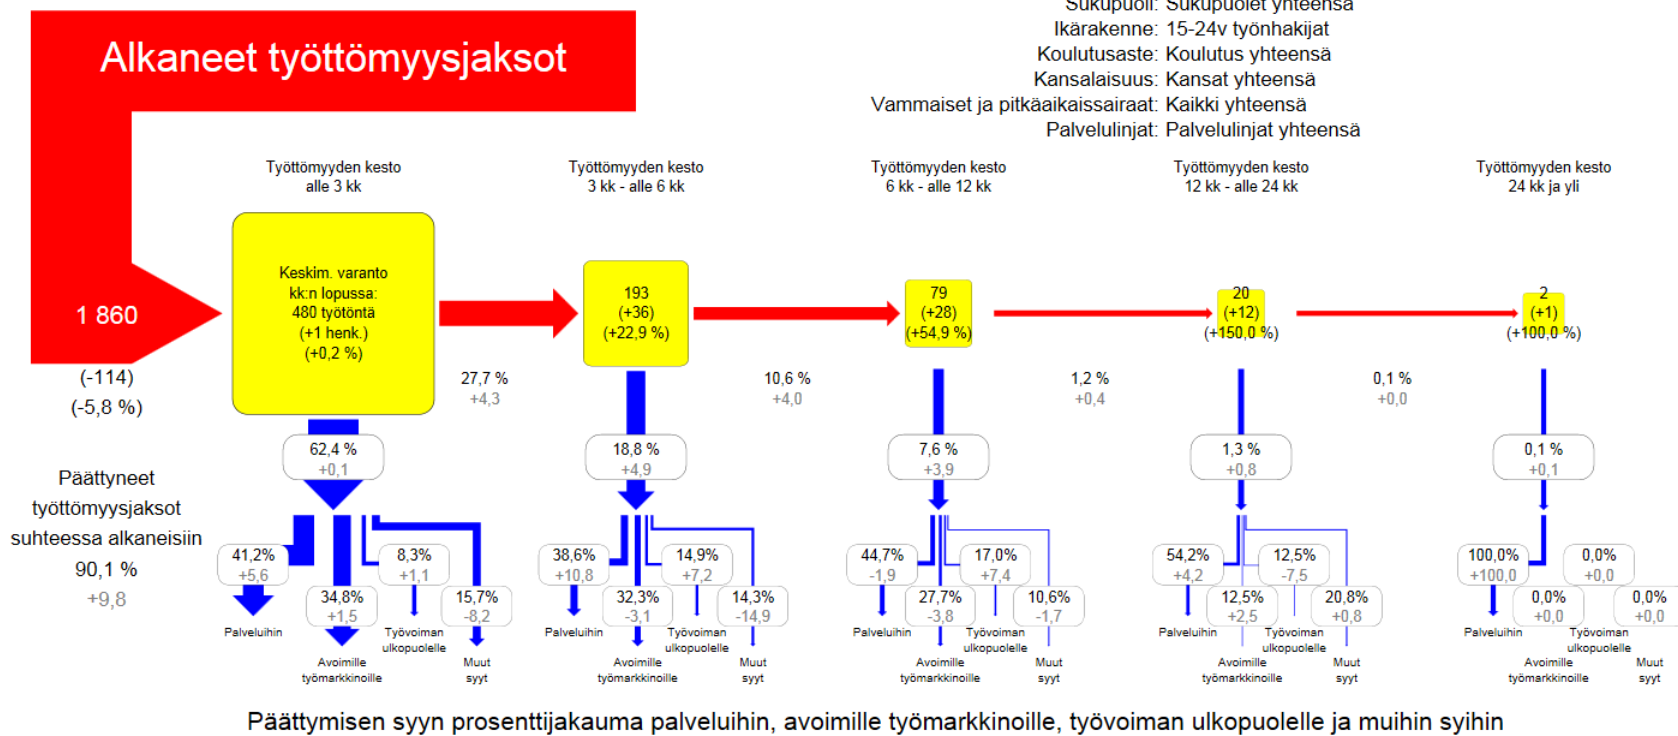 Sukupuoli: Sukupuolet yhteensä
Ikärakenne: 15-24v työnhakijat
Koulutusaste: Koulutus yhteensä
Kansalaisuus: Kansat yhteensä
Vammaiset ja pitkäaikaissairaat: Kaikki yhteensä
Palvelulinjat: Palvelulinjat yhteensä
Alkaneet työttömyysjaksot
Työttömyyden kesto
alle 3 kk
Työttömyyden kesto
3 kk - alle 6 kk
Työttömyyden kesto
6 kk - alle 12 kk
Työttömyyden kesto
12 kk - alle 24 kk
Työttömyyden kesto
24 kk ja yli
1 860
(-114)
(-5,8 %)
Keskim. varanto
kk:n lopussa:
480 työtöntä
(+1 henk.)
(+0,2 %)
27,7 %
+4,3
193
(+36)
(+22,9 %)
10,6 %
+4,0
79
(+28)
(+54,9 %)
1,2 %
+0,4
20
(+12)
(+150,0 %)
0,1 %
+0,0
2
(+1)
(+100,0 %)
Päättyneet
työttömyysjaksot
suhteessa alkaneisiin
90,1 %
+9,8
62,4 %
+0,1
18,8 %
+4,9
7,6 %
+3,9
1,3 %
+0,8
0,1 %
+0,1
41,2%
+5,6
Palveluihin
34,8%
+1,5
Avoimille
työmarkkinoille
8,3%
+1,1
Työvoiman
ulkopuolelle
15,7%
-8,2
Muut
syyt
38,6%
+10,8
Palveluihin
32,3%
-3,1
Avoimille
työmarkkinoille
14,9%
+7,2
Työvoiman
ulkopuolelle
14,3%
-14,9
Muut
syyt
44,7%
-1,9
Palveluihin
27,7%
-3,8
Avoimille
työmarkkinoille
17,0%
+7,4
Työvoiman
ulkopuolelle
10,6%
-1,7
Muut
syyt
54,2%
+4,2
Palveluihin
12,5%
+2,5
Avoimille
työmarkkinoille
12,5%
-7,5
Työvoiman
ulkopuolelle
20,8%
+0,8
Muut
syyt
100,0%
+100,0
Palveluihin
0,0%
+0,0
Avoimille
työmarkkinoille
0,0%
+0,0
Työvoiman
ulkopuolelle
0,0%
+0,0
Muut
syyt
Päättymisen syyn prosenttijakauma palveluihin, avoimille työmarkkinoille, työvoiman ulkopuolelle ja muihin syihin